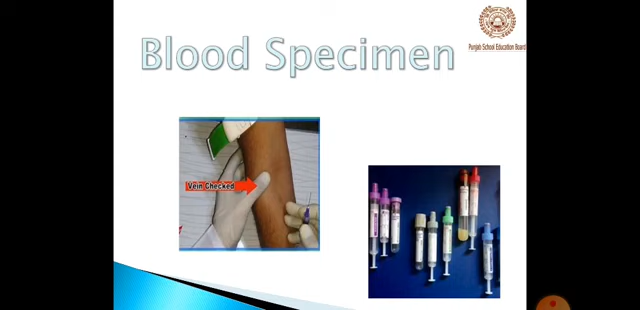 Punjab School Education Board
Blood Specimen
Vein Checked